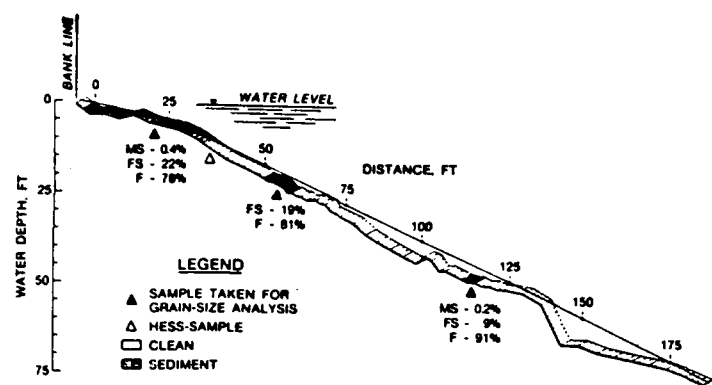 BANK LINE
0
25
WATER LEVEL
50
DISTANCE, FT
75
100
125
150
175
0
25
50
75
WATER DEPTH, FT
MS - 0.4%
FS - 22%
F - 78%
FS - 19%
F - 81%
MS - 0.2%
FS - 9%
F - 91%
LEGEND
SAMPLE TAKEN FOR
GRAIN-SIZE ANALYSIS
HESS-SAMPLE
CLEAN
SEDIMENT